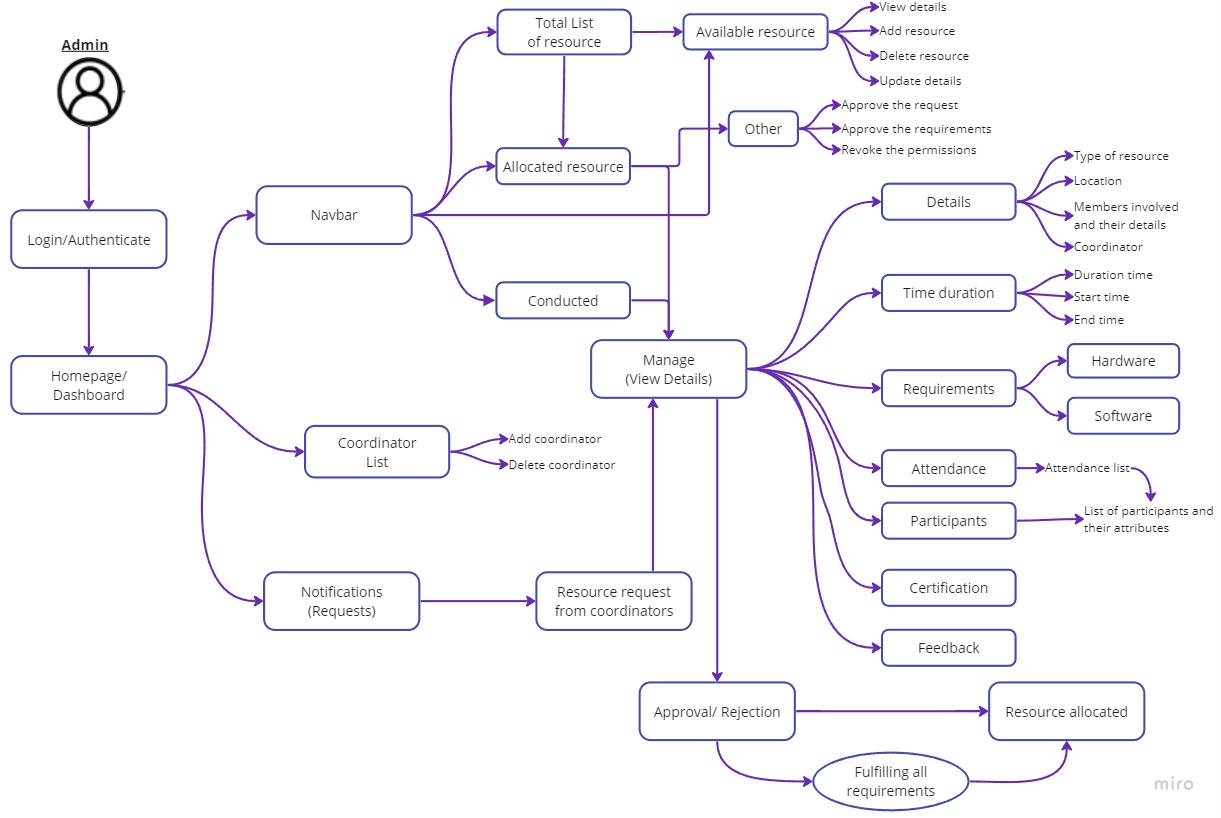 Admin
Login/Authenticate
Homepage/
Dashboard
Navbar
Total List
of resource
Available resource
View details
Add resource
Delete resource
Update details
Allocated resource
Other
Approve the request
Approve the requirements
Revoke the permissions
Conducted
Manage
(View Details)
Details
Type of resource
Location
Members involved
and their details
Coordinator
Time duration
Duration time
Start time
End time
Requirements
Hardware
Software
Attendance
Attendance list
Participants
List of participants and
their attributes
Certification
Feedback
Coordinator
List
Add coordinator
Delete coordinator
Notifications
(Requests)
Resource request
from coordinators
Approval/ Rejection
Resource allocated
Fulfilling all
requirements
miro